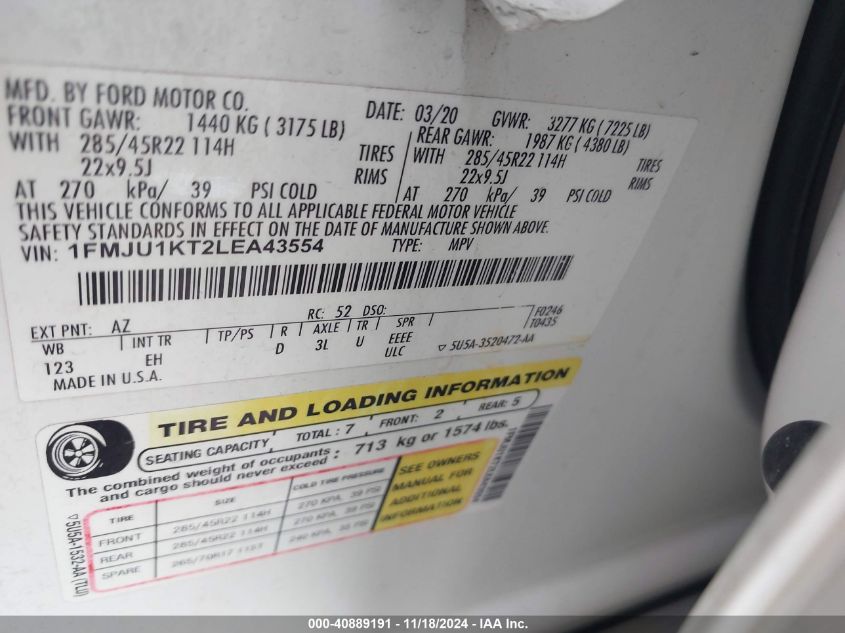 MFD. BY FORD MOTOR CO.
DATE: 03/20 GVWR: 3277 KG ( 7225 LB)
FRONT GAWR: 1440 KG ( 3175 LB)
REAR GAWR: 1987 KG ( 4380 LB)
WITH 285/45R22 114H TIRES
WITH 285/45R22 114H TIRES
22x9.5J RIMS
22x9.5J RIMS
AT 270 kPa/ 39 PSI COLD
AT 270 kPa/ 39 PSI COLD
THIS VEHICLE CONFORMS TO ALL APPLICABLE FEDERAL MOTOR VEHICLE
SAFETY STANDARDS IN EFFECT ON THE DATE OF MANUFACTURE SHOWN ABOVE.
VIN: 1FMJU1KT2LEA43554 TYPE: MPV
EXT PNT: AZ RC: 52 DSO: F0246
T0435
WB INT TR TP/PS R AXLE TR SPR
123 EH D 3L U EEEE
ULC
MADE IN U.S.A. 5U5A-3520472-AA
TIRE AND LOADING INFORMATION
SEATING CAPACITY TOTAL: 7 FRONT: 2 REAR: 5
The combined weight of occupants and cargo should never exceed : 713 kg or 1574 lbs.
TIRE SIZE COLD TIRE PRESSURE
FRONT 285/45R22 114H 270 KPA, 39 PSI
REAR 285/45R22 114H 270 KPA, 39 PSI
SPARE
SEE OWNERS
MANUAL FOR
ADDITIONAL
INFORMATION
5U5A-1532-AA (TLU)
000-40889191 - 11/18/2024 - IAA Inc.